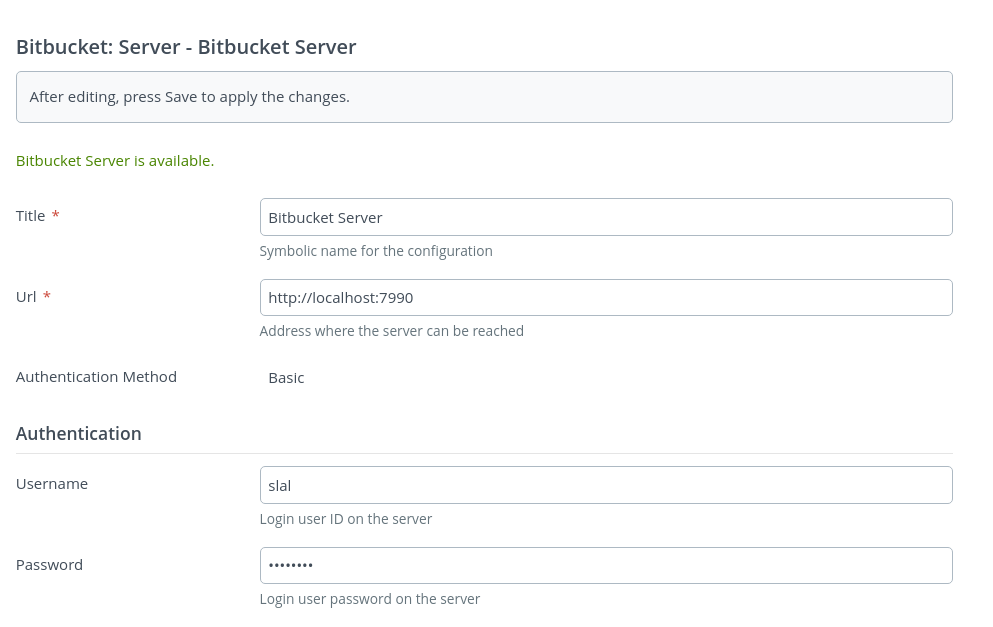 Bitbucket: Server - Bitbucket Server
After editing, press Save to apply the changes.
Bitbucket Server is available.
Title *
Bitbucket Server
Symbolic name for the configuration
Url *
http://localhost:7990
Address where the server can be reached
Authentication Method
Basic
Authentication
Username
slal
Login user ID on the server
Password
••••••••
Login user password on the server